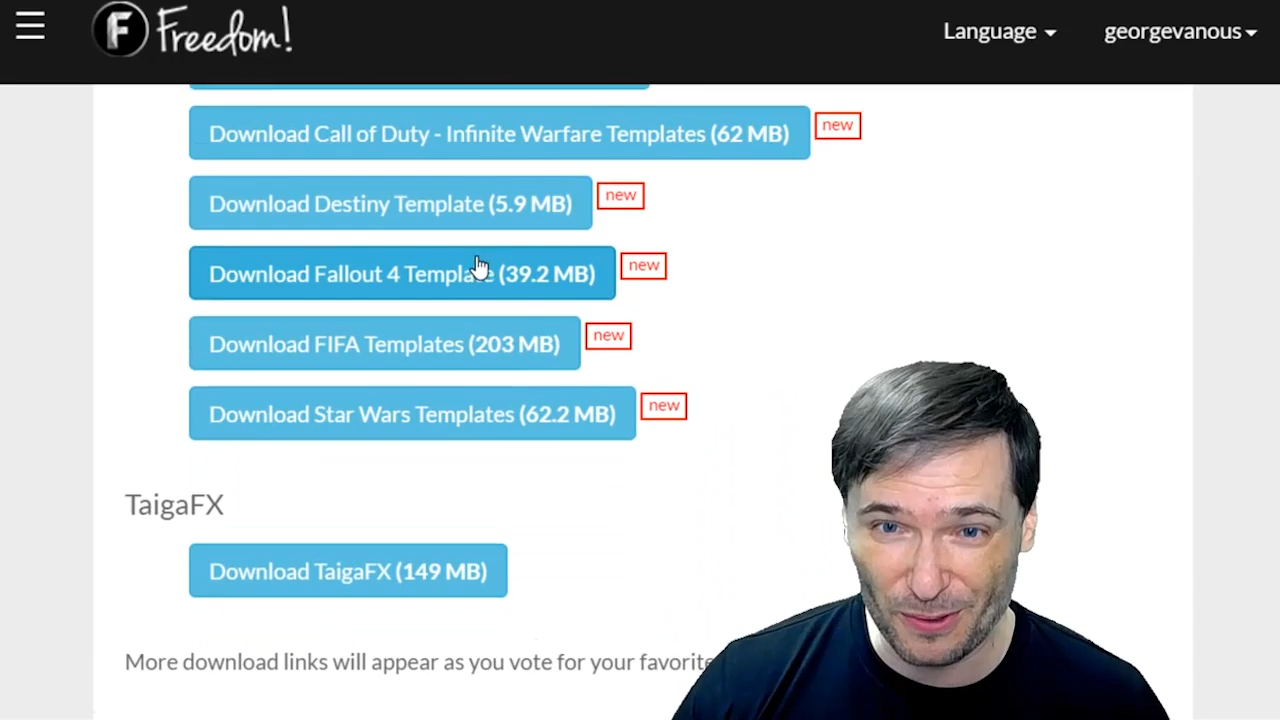 ☰ F Freedom!
Language
georgevanous
Download Call of Duty - Infinite Warfare Templates (62 MB)
new
Download Destiny Template (5.9 MB)
new
Download Fallout 4 Template (39.2 MB)
new
Download FIFA Templates (203 MB)
new
Download Star Wars Templates (62.2 MB)
new
TaigaFX
Download TaigaFX (149 MB)
More download links will appear as you vote for your favorite